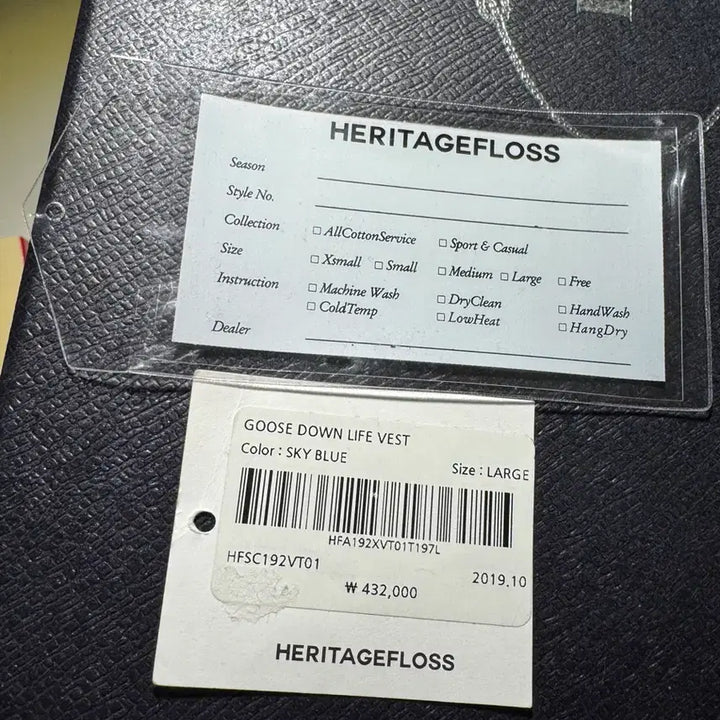 HERITAGEFLOSS
Season
Style No.
Collection □ AllCottonService □ Sport & Casual
Size □ Xsmall □ Small □ Medium □ Large □ Free
Instruction □ Machine Wash □ DryClean □ HandWash
□ ColdTemp □ LowHeat □ HangDry
Dealer
GOOSE DOWN LIFE VEST
Color : SKY BLUE Size : LARGE
HFA192XVT01T197L
HFSC192VT01 2019.10
₩ 432,000
HERITAGEFLOSS